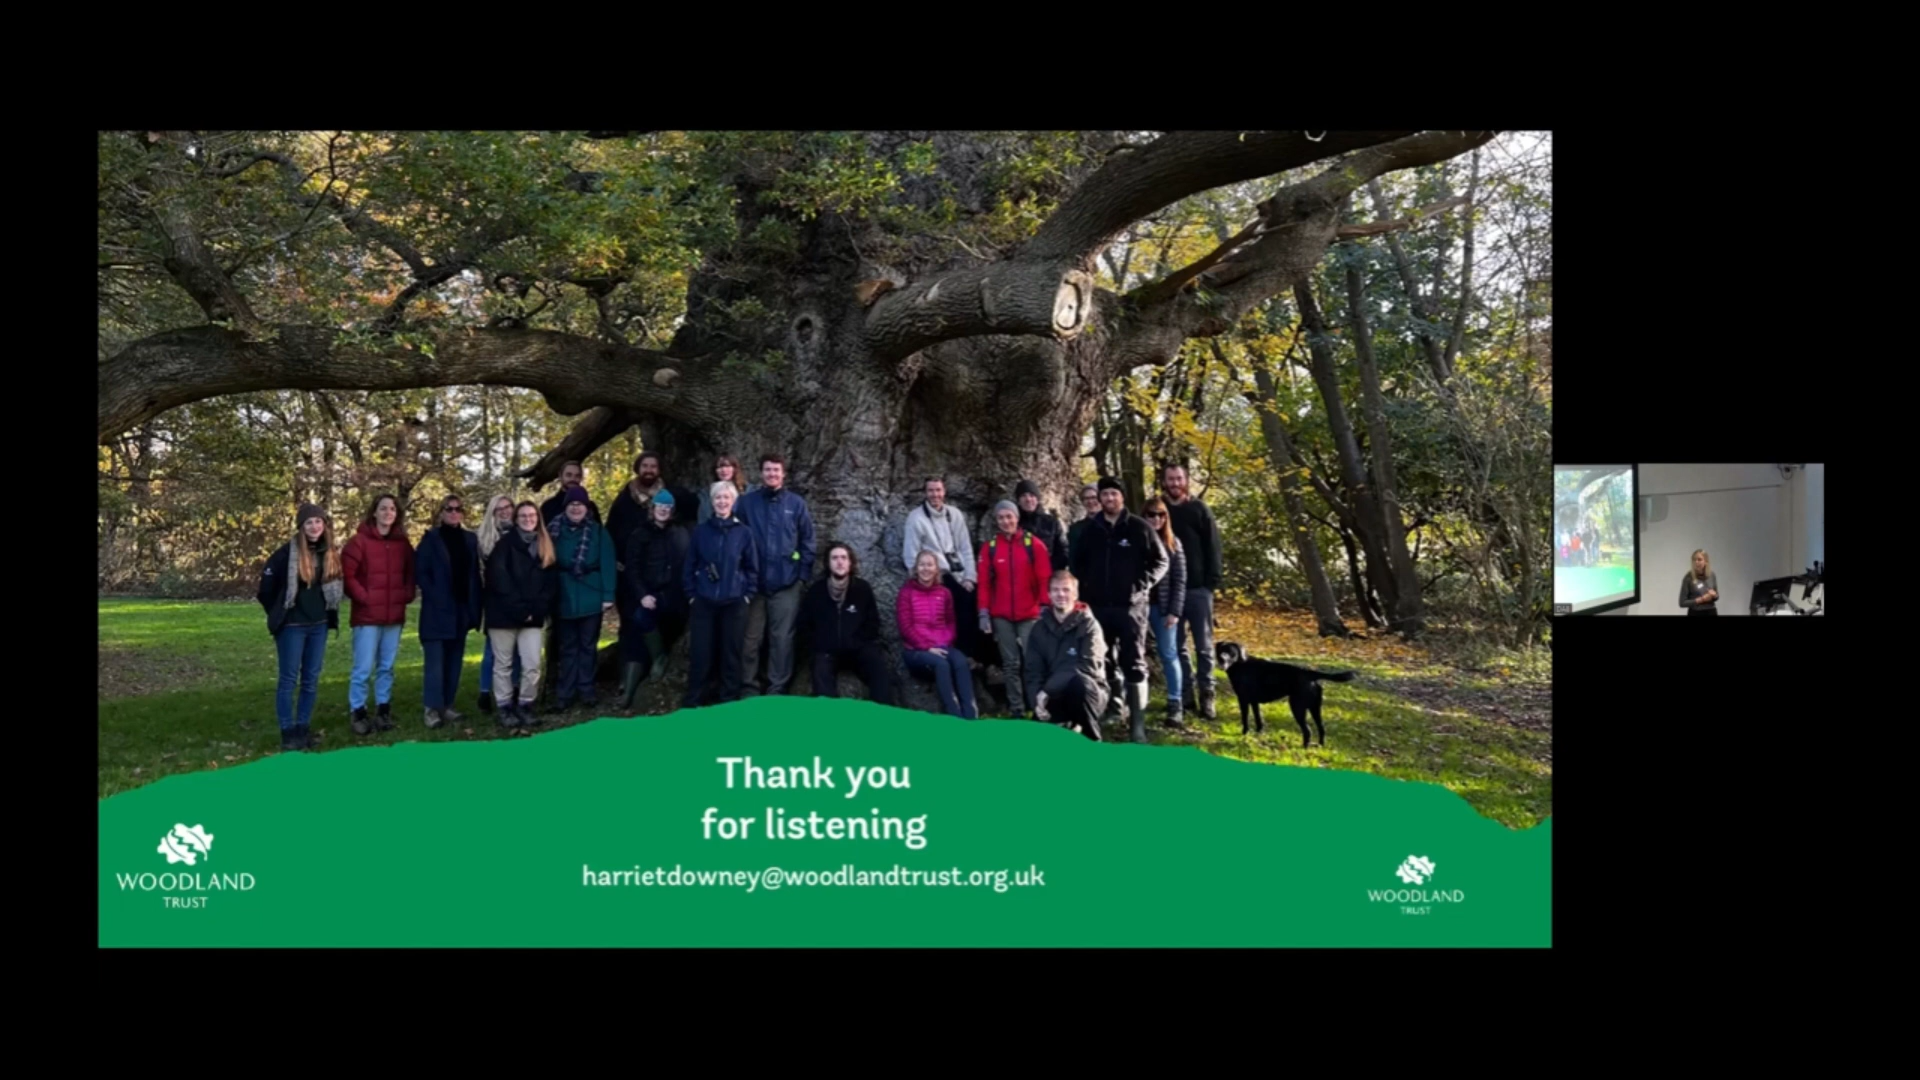 Thank you
for listening
harrietdowney@woodlandtrust.org.uk
WOODLAND
TRUST
WOODLAND
TRUST